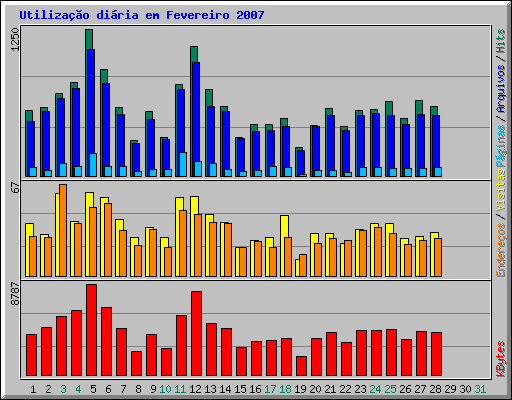 Utilização diária em Fevereiro 2007
1250
67
8787
Endereços / Visitas Páginas / Arquivos / Hits
KBytes
1 2 3 4 5 6 7 8 9 10 11 12 13 14 15 16 17 18 19 20 21 22 23 24 25 26 27 28 29 30 31